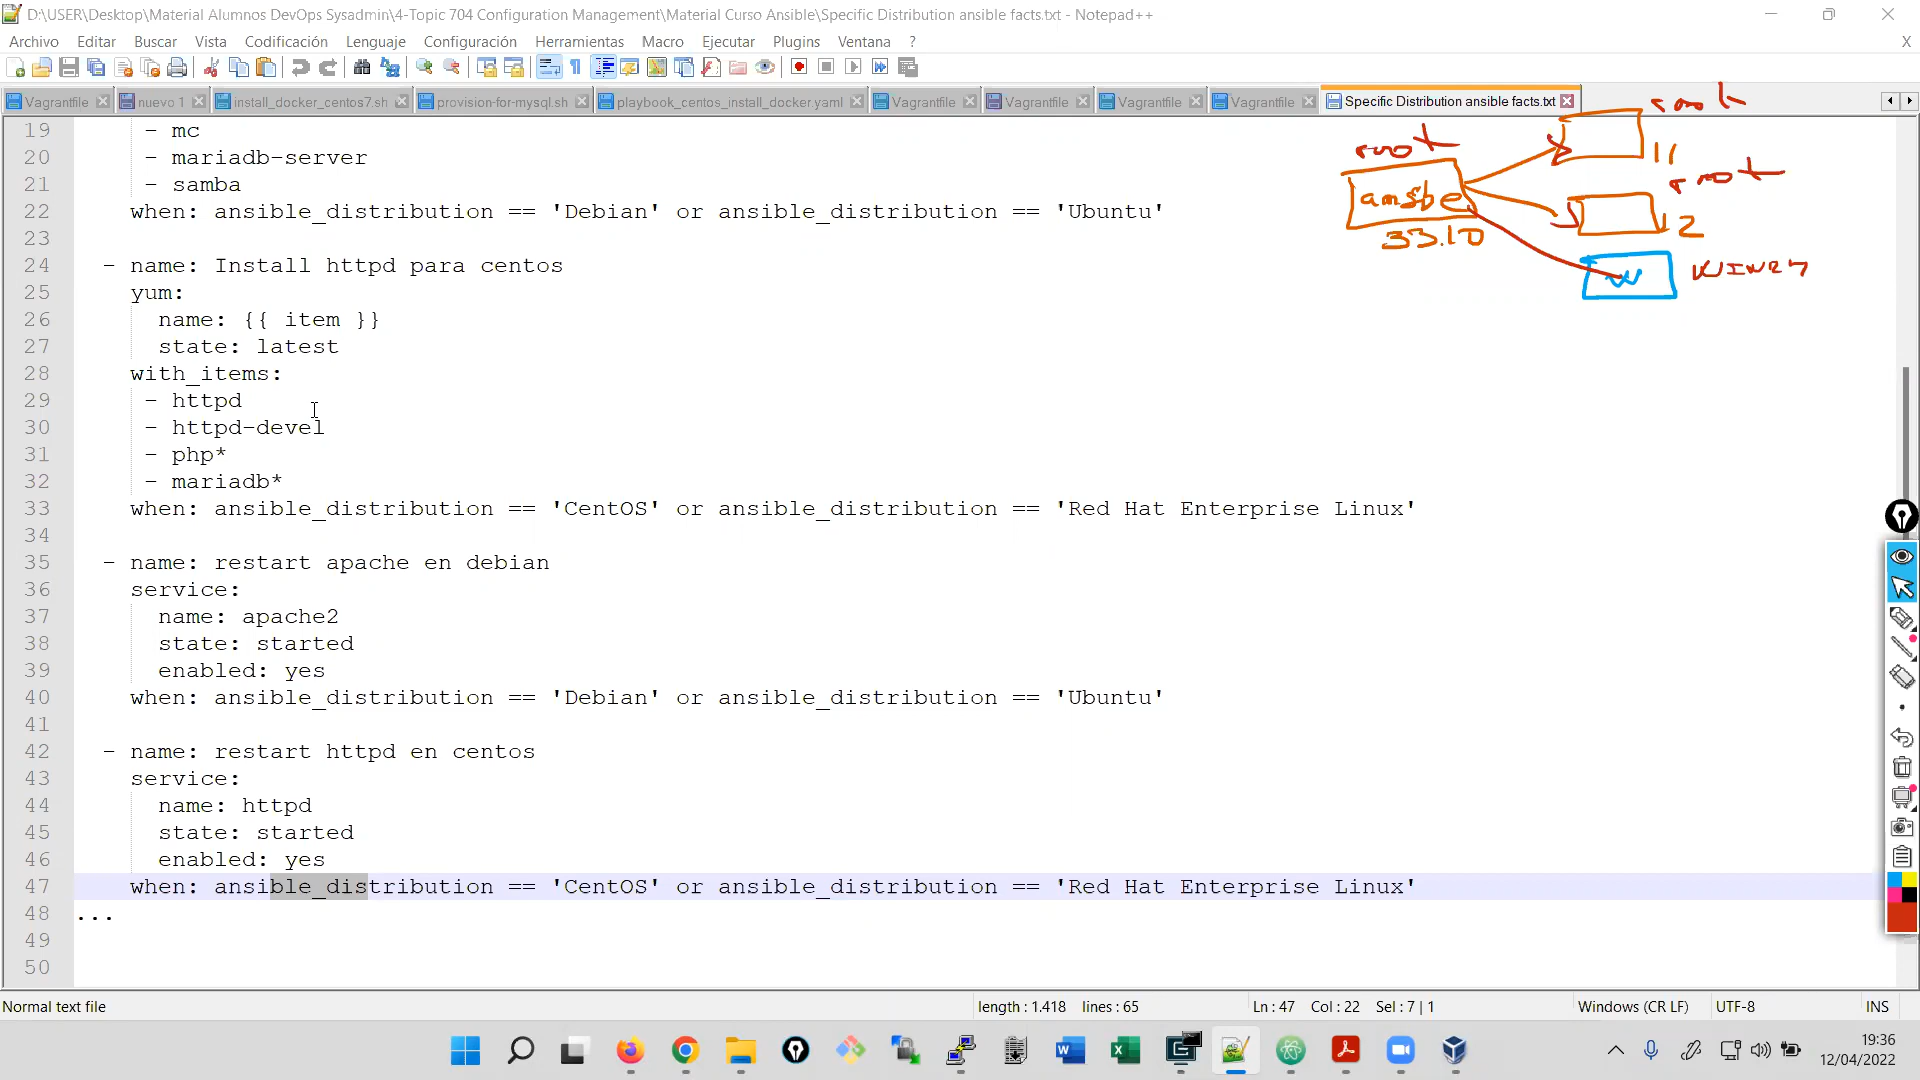 D:\USER\Desktop\Material Alumnos DevOps Sysadmin\4-Topic 704 Configuration Management\Material Curso Ansible\Specific Distribution ansible facts.txt - Notepad++
Archivo Editar Buscar Vista Codificación Lenguaje Configuración Herramientas Macro Ejecutar Plugins Ventana ? X
Vagrantfile nuevo 1 install_docker_centos7.sh provision-for-mysql.sh playbook_centos_install_docker.yaml Vagrantfile Vagrantfile Vagrantfile Vagrantfile Specific Distribution ansible facts.txt
19 - mc
20 - mariadb-server
21 - samba
22 when: ansible_distribution == 'Debian' or ansible_distribution == 'Ubuntu'
23
24 - name: Install httpd para centos
25 yum:
26 name: {{ item }}
27 state: latest
28 with_items:
29 - httpd
30 - httpd-devel
31 - php*
32 - mariadb*
33 when: ansible_distribution == 'CentOS' or ansible_distribution == 'Red Hat Enterprise Linux'
34
35 - name: restart apache en debian
36 service:
37 name: apache2
38 state: started
39 enabled: yes
40 when: ansible_distribution == 'Debian' or ansible_distribution == 'Ubuntu'
41
42 - name: restart httpd en centos
43 service:
44 name: httpd
45 state: started
46 enabled: yes
47 when: ansible_distribution == 'CentOS' or ansible_distribution == 'Red Hat Enterprise Linux'
48 ...
49
50
root
root
11
root
ansbe
33.10
12
W
Normal text file length : 1.418 lines : 65 Ln : 47 Col : 22 Sel : 7 | 1 Windows (CR LF) UTF-8 INS
19:36
12/04/2022